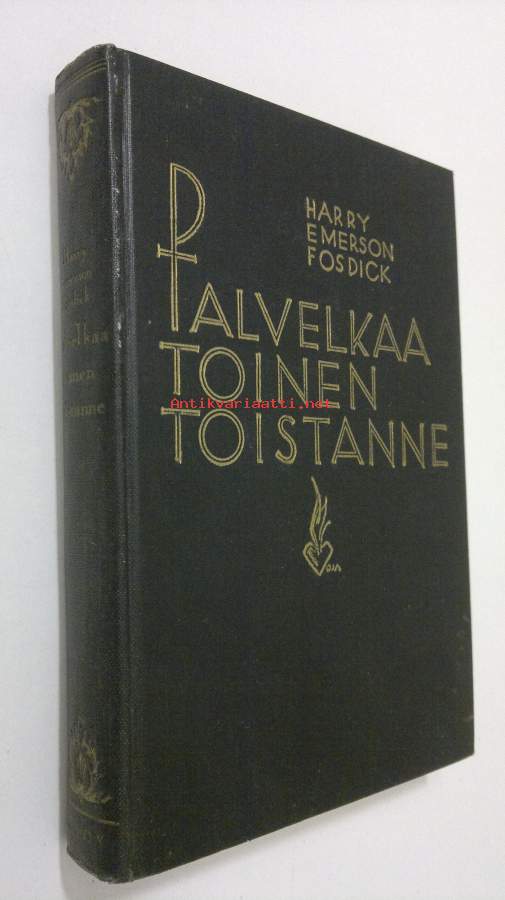 HARRY
EMERSON
FOSDICK
PALVELKAA
TOINEN
TOISTANNE
Antikvariaatti.net